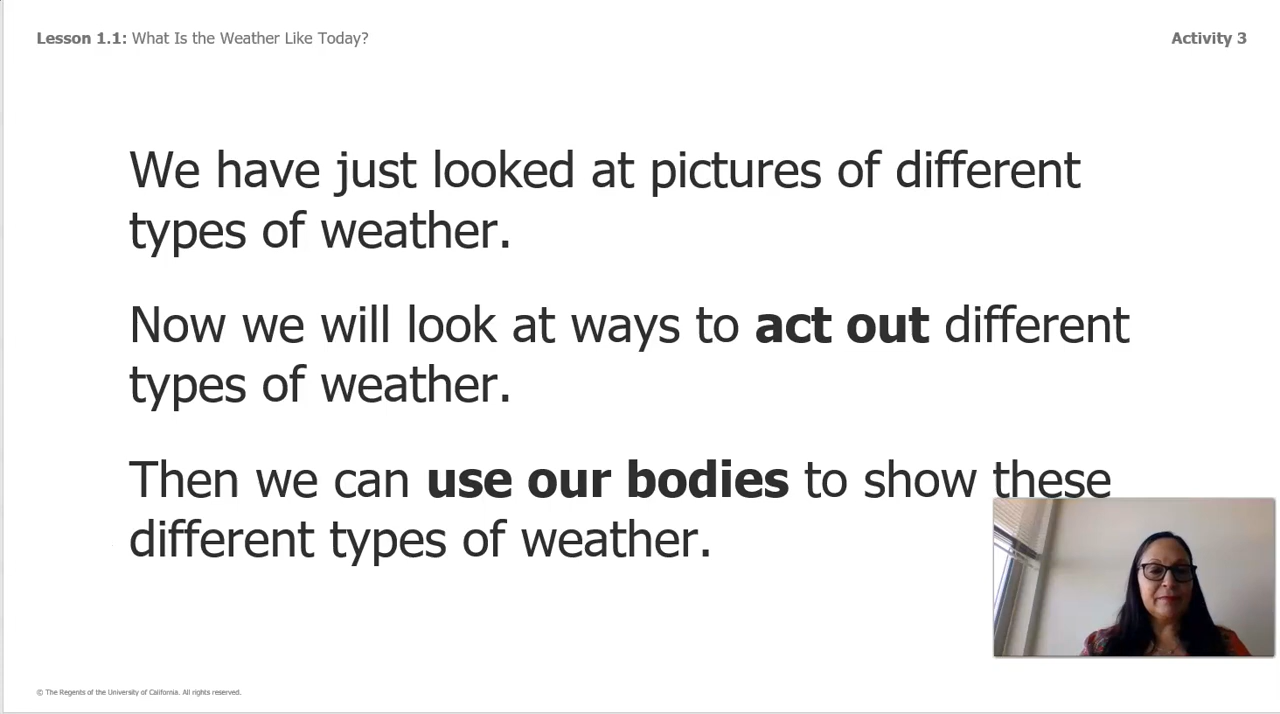 Lesson 1.1: What Is the Weather Like Today?
Activity 3
We have just looked at pictures of different
types of weather.
Now we will look at ways to act out different
types of weather.
Then we can use our bodies to show these
different types of weather.
© The Regents of the University of California. All rights reserved.